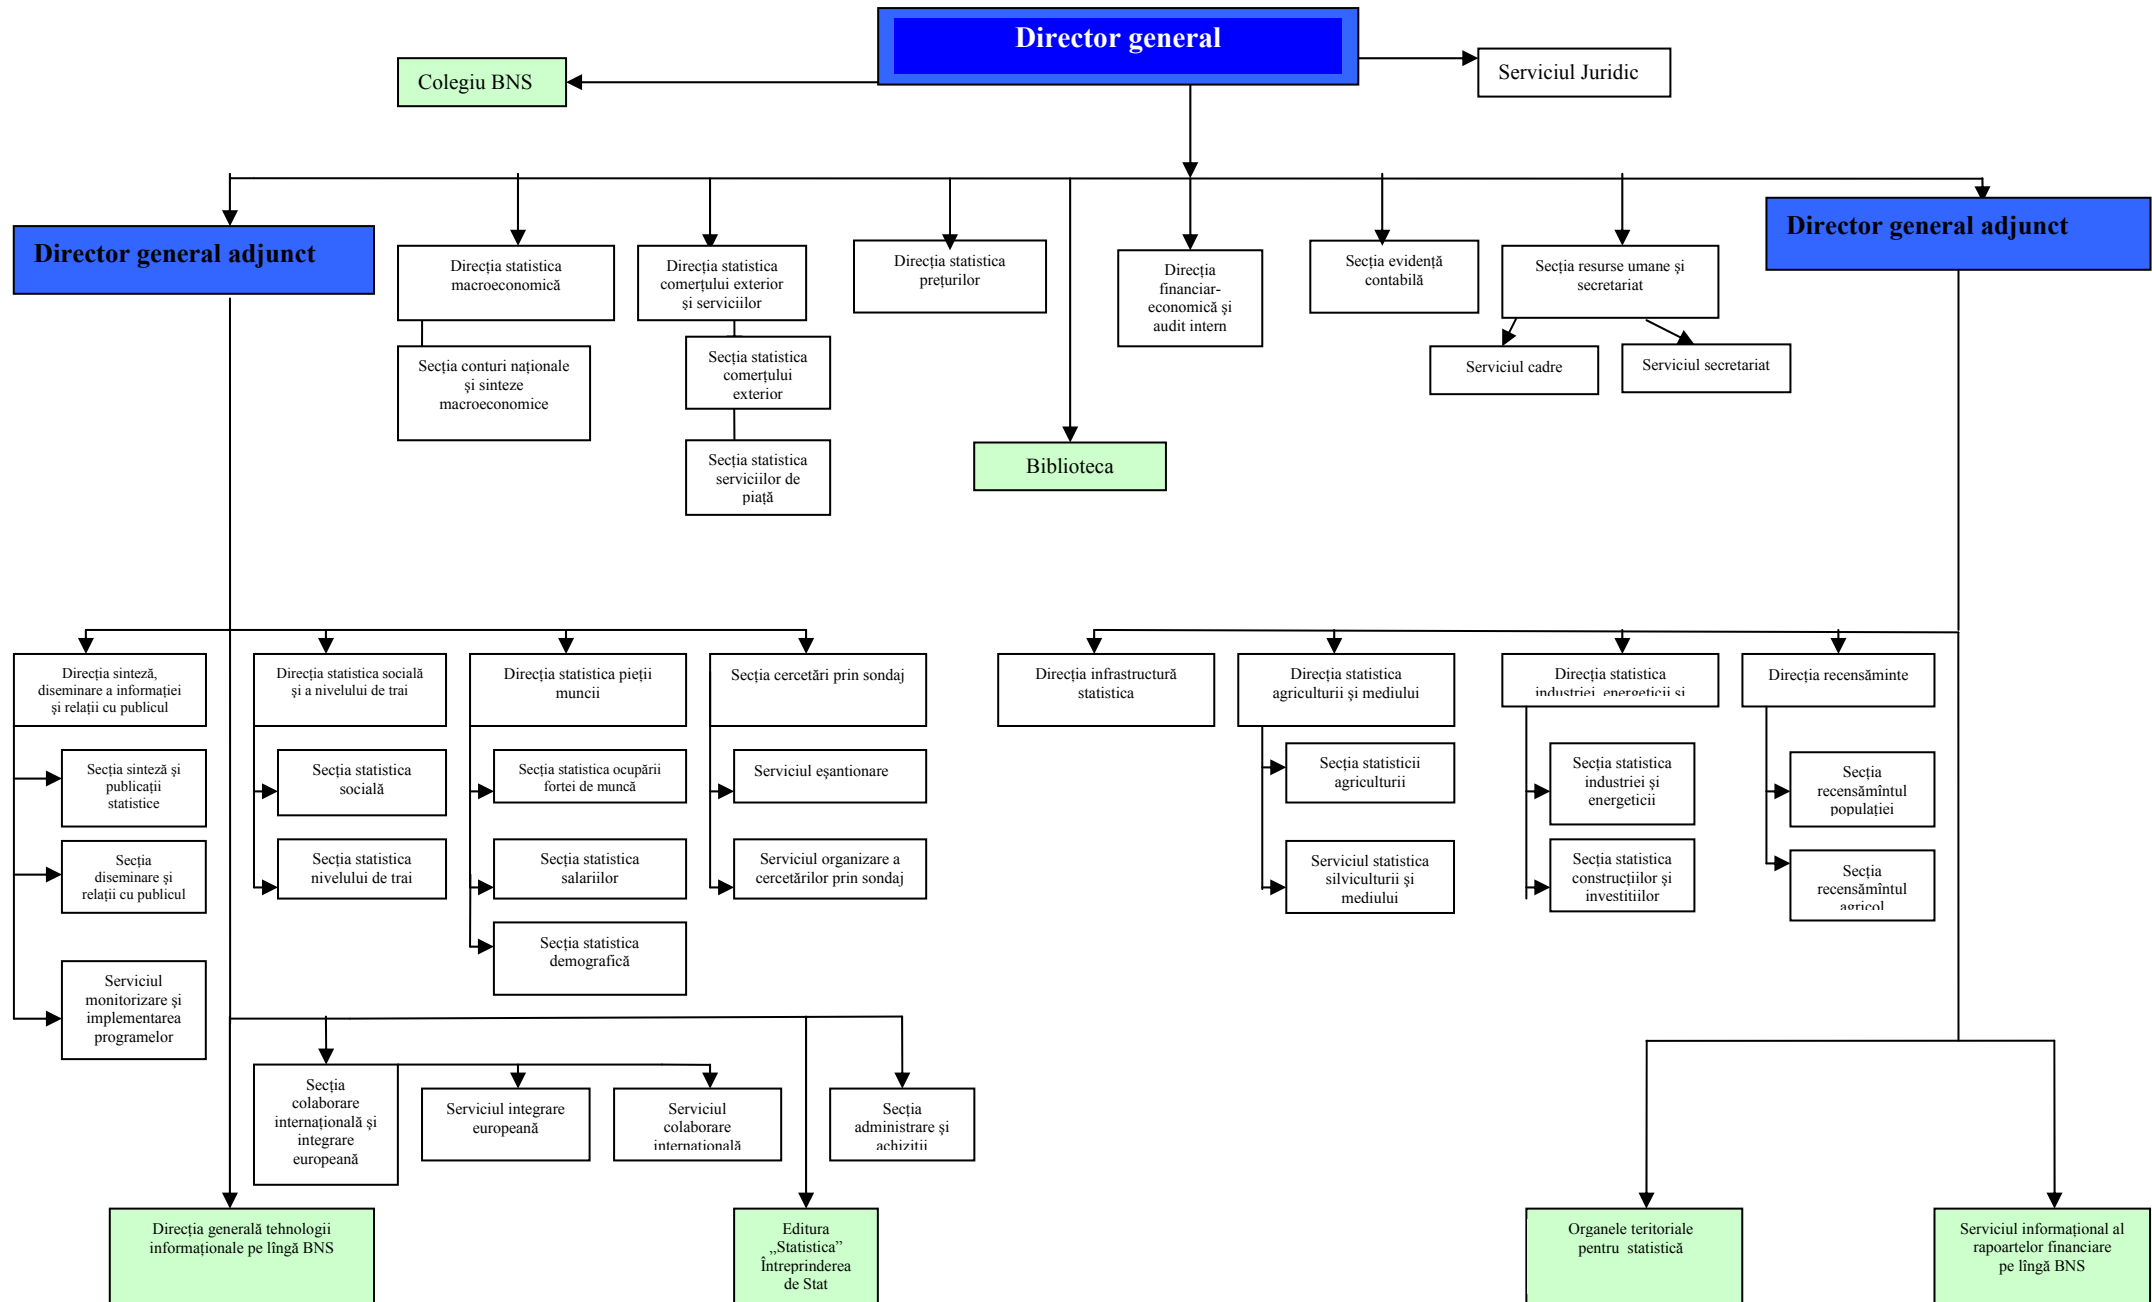 Director general
Colegiu BNS
Serviciul Juridic
Director general adjunct
Direcția statistica
macroeconomică
Direcția statistica
comerțului exterior
și serviciilor
Direcția statistica
prețurilor
Direcția
financiar-
economică și
audit intern
Secția evidență
contabilă
Secția resurse umane și
secretariat
Director general adjunct
Secția conturi naționale
și sinteze
macroeconomice
Secția statistica
comerțului
exterior
Serviciul cadre
Serviciul secretariat
Secția statistica
serviciilor de
piață
Biblioteca
Direcția sinteză,
diseminare a informației
și relații cu publicul
Direcția statistica socială
și a nivelului de trai
Direcția statistica pieții
muncii
Secția cercetări prin sondaj
Direcția infrastructură
statistica
Direcția statistica
agriculturii și mediului
Direcția statistica
industriei, energeticii și
Direcția recensăminte
Secția sinteză și
publicații
statistice
Secția statistica
socială
Secția statistica ocupării
fortei de muncă
Serviciul eșantionare
Secția statisticii
agriculturii
Secția statistica
industriei și
energeticii
Secția
recensămîntul
populației
Secția
diseminare și
relații cu publicul
Secția statistica
nivelului de trai
Secția statistica
salariilor
Serviciul organizare a
cercetărilor prin sondaj
Serviciul statistica
silviculturii și
mediului
Secția statistica
construcțiilor și
investitiilor
Secția
recensămîntul
agricol
Secția statistica
demografică
Serviciul
monitorizare și
implementarea
programelor
Secția
colaborare
internațională și
integrare
europeană
Serviciul integrare
europeană
Serviciul
colaborare
internatională
Secția
administrare și
achizitii
Direcția generală tehnologii
informaționale pe lîngă BNS
Editura
„Statistica”
Întreprinderea
de Stat
Organele teritoriale
pentru statistică
Serviciul informațional al
rapoartelor financiare
pe lîngă BNS